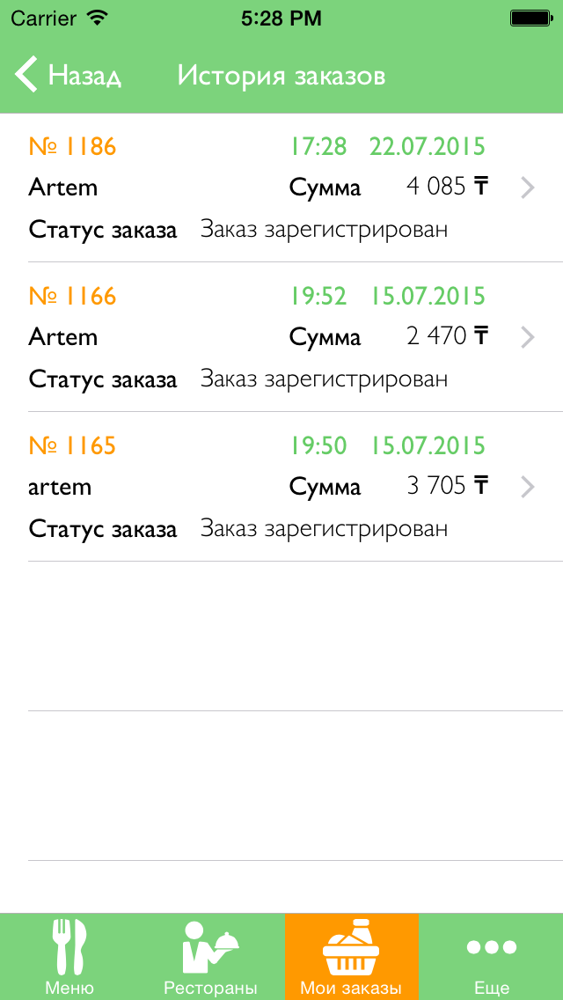 Carrier 5:28 PM
Назад История заказов
№ 1186 17:28 22.07.2015
Artem Сумма 4 085 ₸
Статус заказа Заказ зарегистрирован
№ 1166 19:52 15.07.2015
Artem Сумма 2 470 ₸
Статус заказа Заказ зарегистрирован
№ 1165 19:50 15.07.2015
artem Сумма 3 705 ₸
Статус заказа Заказ зарегистрирован
Меню Рестораны Мои заказы Еще